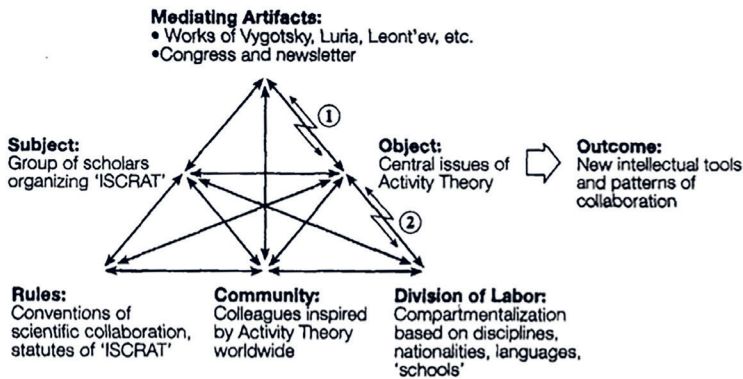 Mediating Artifacts:
• Works of Vygotsky, Luria, Leont'ev, etc.
•Congress and newsletter
①
Subject:
Group of scholars
organizing 'ISCRAT'
Object:
Central issues of
Activity Theory
Outcome:
New intellectual tools
and patterns of
collaboration
②
Rules:
Conventions of
scientific collaboration,
statutes of 'ISCRAT'
Community:
Colleagues inspired
by Activity Theory
worldwide
Division of Labor:
Compartmentalization
based on disciplines,
nationalities, languages,
'schools'